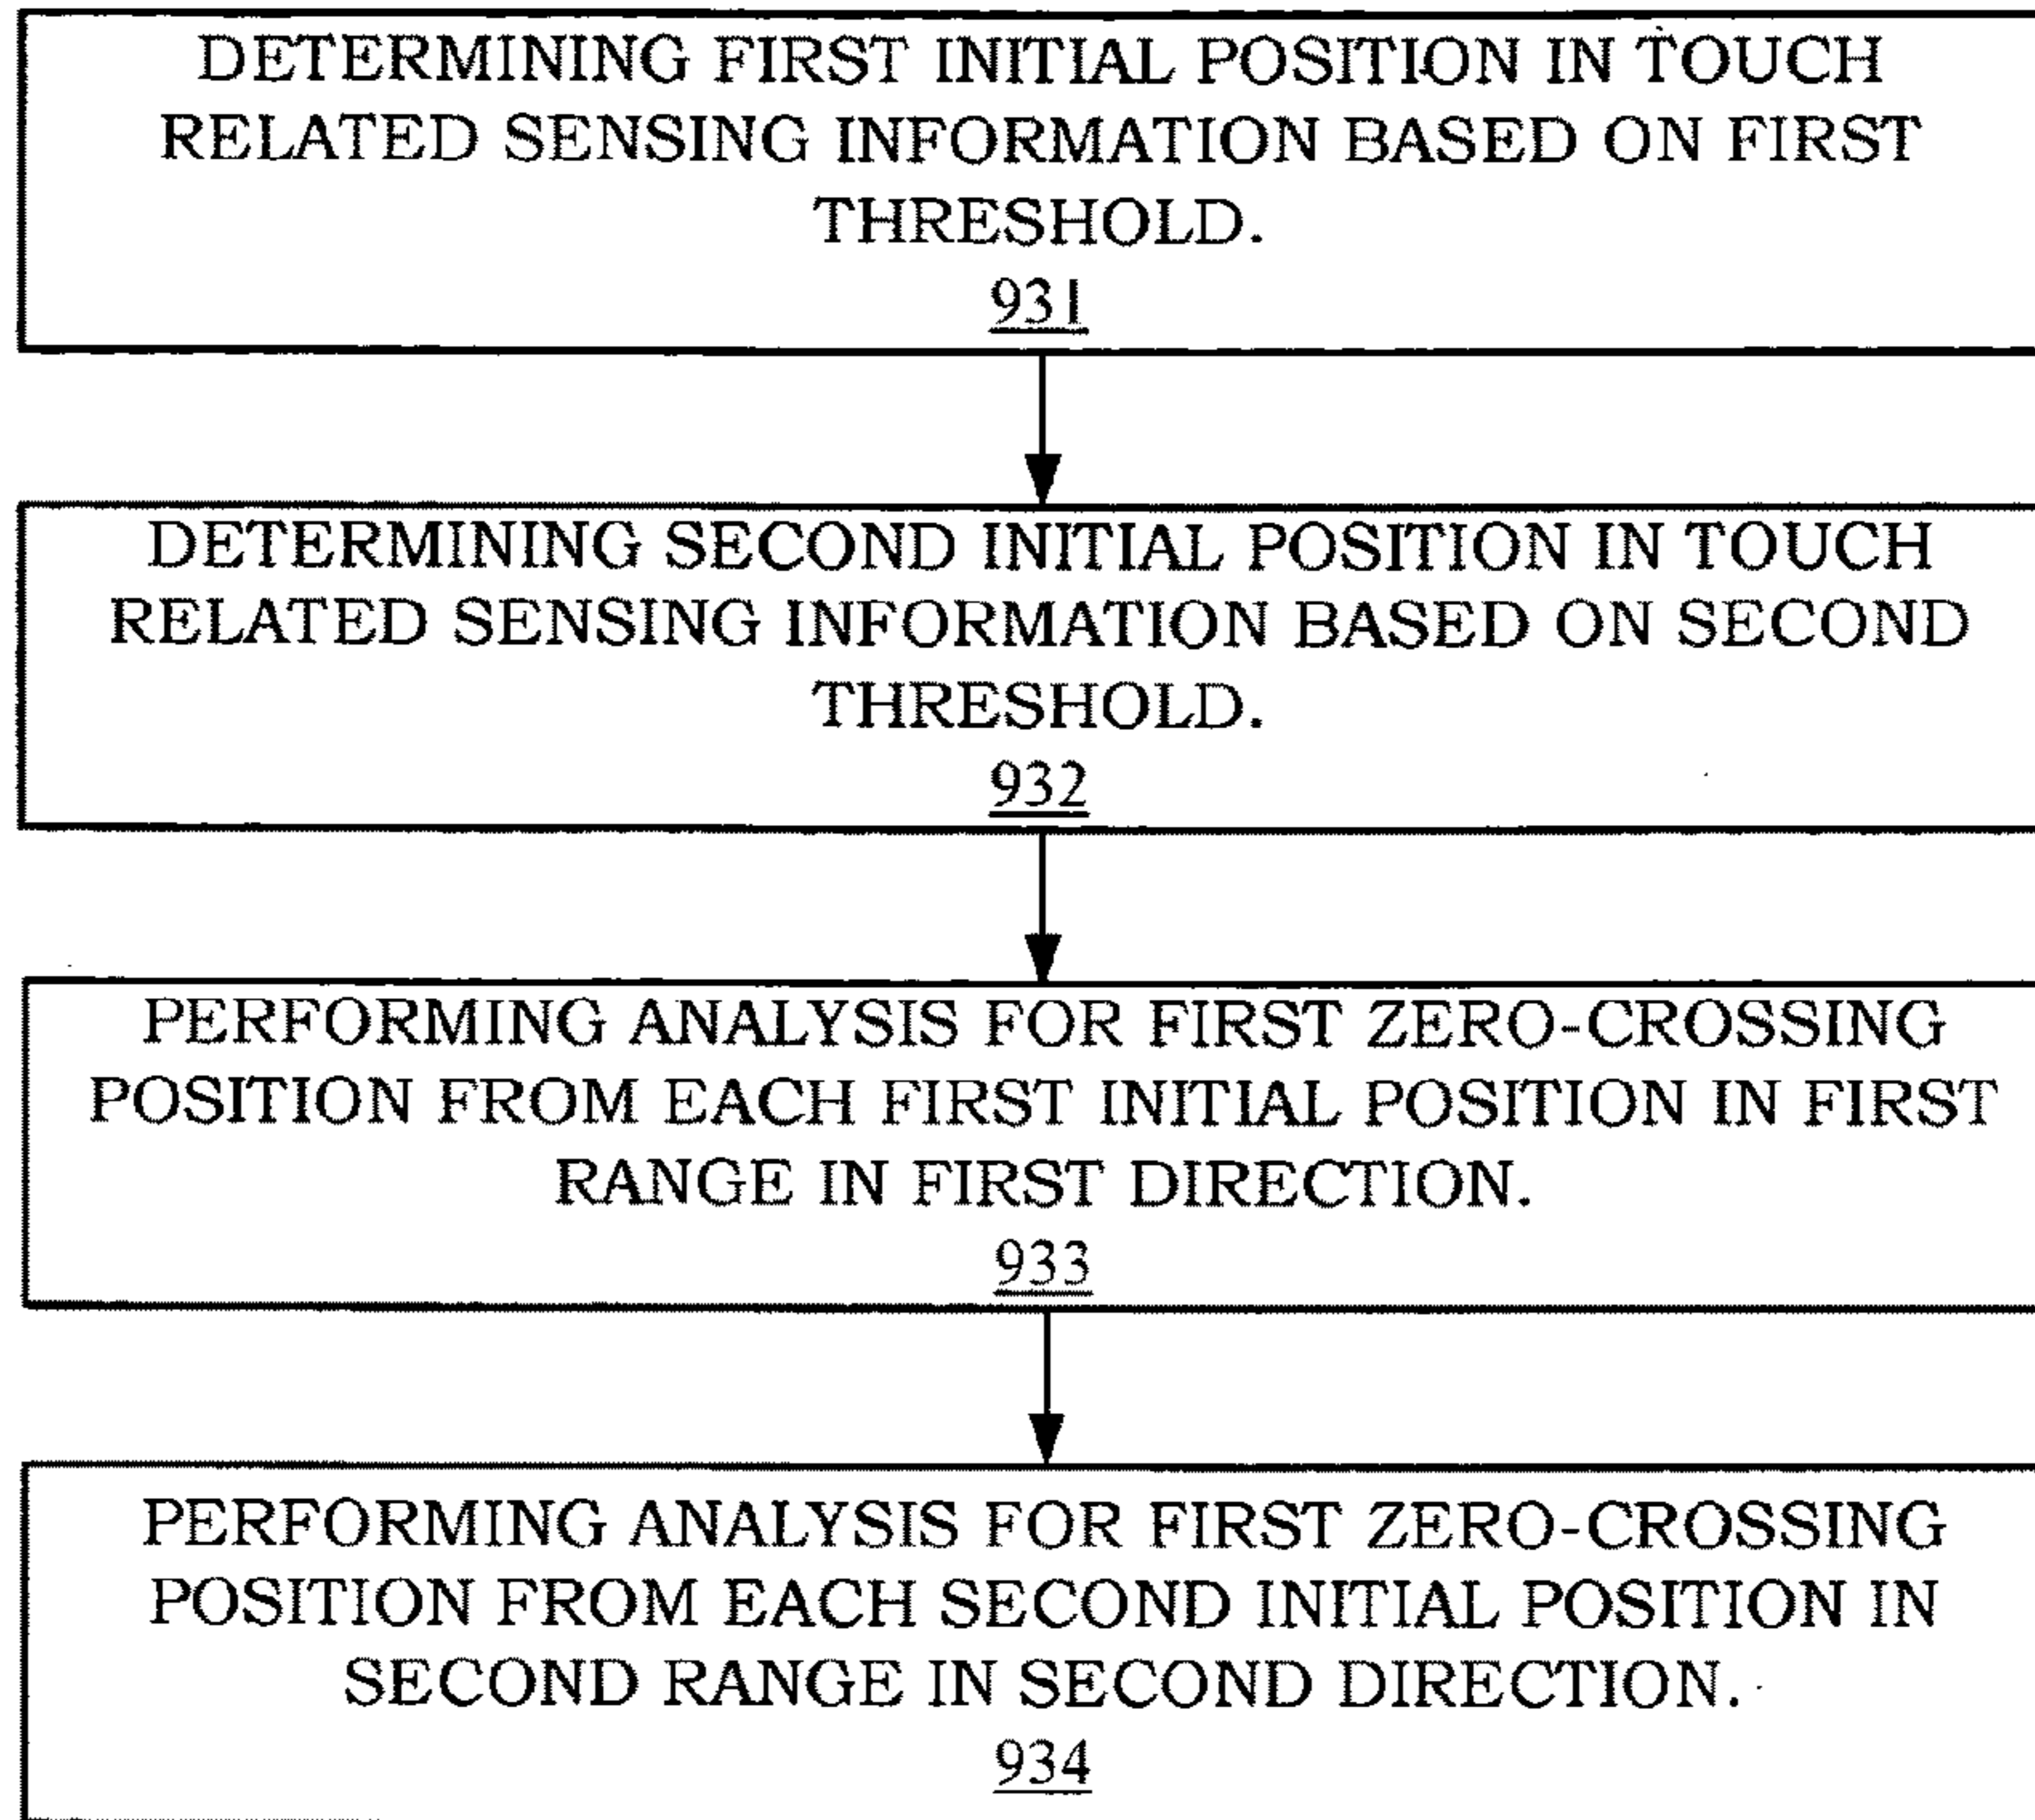 DETERMINING FIRST INITIAL POSITION IN TOUCH
RELATED SENSING INFORMATION BASED ON FIRST
THRESHOLD.
931
DETERMINING SECOND INITIAL POSITION IN TOUCH
RELATED SENSING INFORMATION BASED ON SECOND
THRESHOLD.
932
PERFORMING ANALYSIS FOR FIRST ZERO-CROSSING
POSITION FROM EACH FIRST INITIAL POSITION IN FIRST
RANGE IN FIRST DIRECTION.
933
PERFORMING ANALYSIS FOR FIRST ZERO-CROSSING
POSITION FROM EACH SECOND INITIAL POSITION IN
SECOND RANGE IN SECOND DIRECTION.
934